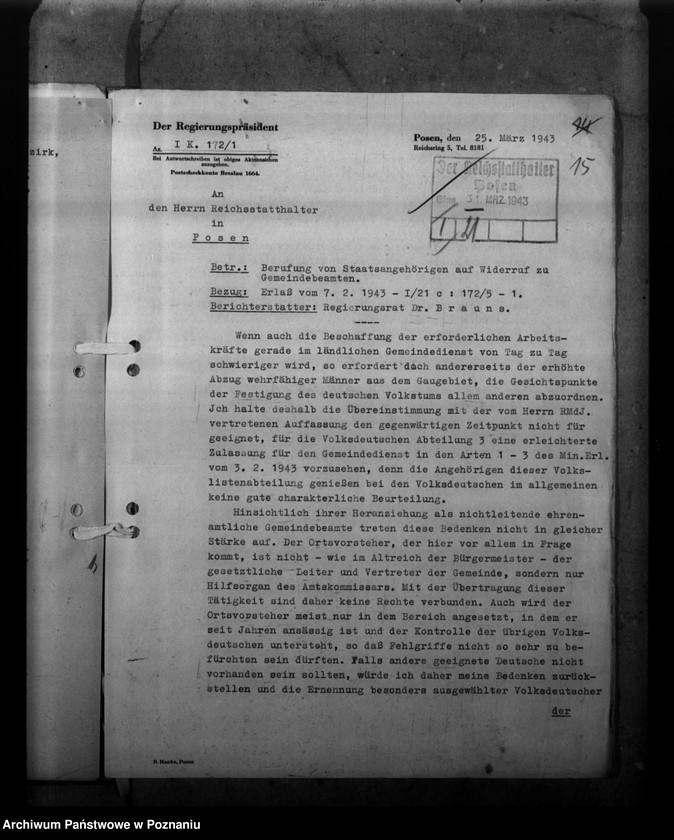 zirk,
Der Regierungspräsident
Az. I K. 172/1
Bei Antwortschreiben ist obiges Aktenzeichen
anzugeben.
Postscheckkonto Breslau 1664.
Posen, den 25. März 1943
Reichsring 5, Tel. 8181
44
15
Der Reichsstatthalter
Posen
31. MRZ. 1943
An
den Herrn Reichsstatthalter
in
P o s e n
Betr.: Berufung von Staatsangehörigen auf Widerruf zu
Gemeindebeamten.
Bezug: Erlaß vom 7. 2. 1943 - I/21 c : 172/5 - 1.
Berichterstatter: Regierungsrat Dr. B r a u n s.
Wenn auch die Beschaffung der erforderlichen Arbeits-
kräfte gerade im ländlichen Gemeindedienst von Tag zu Tag
schwieriger wird, so erfordert doch andererseits der erhöhte
Abzug wehrfähiger Männer aus dem Gaugebiet, die Gesichtspunkte
der Festigung des deutschen Volkstums allem anderen abzuordnen.
Jch halte deshalb die Übereinstimmung mit der vom Herrn RMdJ.
vertretenen Auffassung den gegenwärtigen Zeitpunkt nicht für
geeignet, für die Volksdeutschen Abteilung 3 eine erleichterte
Zulassung für den Gemeindedienst in den Arten 1 - 3 des Min.Erl.
vom 3. 2. 1943 vorzusehen, denn die Angehörigen dieser Volks-
listenabteilung genießen bei den Volksdeutschen im allgemeinen
keine gute charakterliche Beurteilung.
Hinsichtlich ihrer Heranziehung als nichtleitende ehren-
amtliche Gemeindebeamte treten diese Bedenken nicht in gleicher
Stärke auf. Der Ortsvorsteher, der hier vor allem in Frage
kommt, ist nicht - wie im Altreich der Bürgermeister - der
gesetztliche Leiter und Vertreter der Gemeinde, sondern nur
Hilfsorgan des Amtskommissars. Mit der Übertragung dieser
Tätigkeit sind daher keine Rechte verbunden. Auch wird der
Ortsvorsteher meist nur in dem Bereich angesetzt, in dem er
seit Jahren ansässig ist und der Kontrolle der übrigen Volks-
deutschen untersteht, so daß Fehlgriffe nicht so sehr zu be-
fürchten sein dürften. Falls andere geeignete Deutsche nicht
vorhanden sein sollten, würde ich daher meine Bedenken zurück-
stellen und die Ernennung besonders ausgewählter Volksdeutscher
der
Archiwum Państwowe w Poznaniu